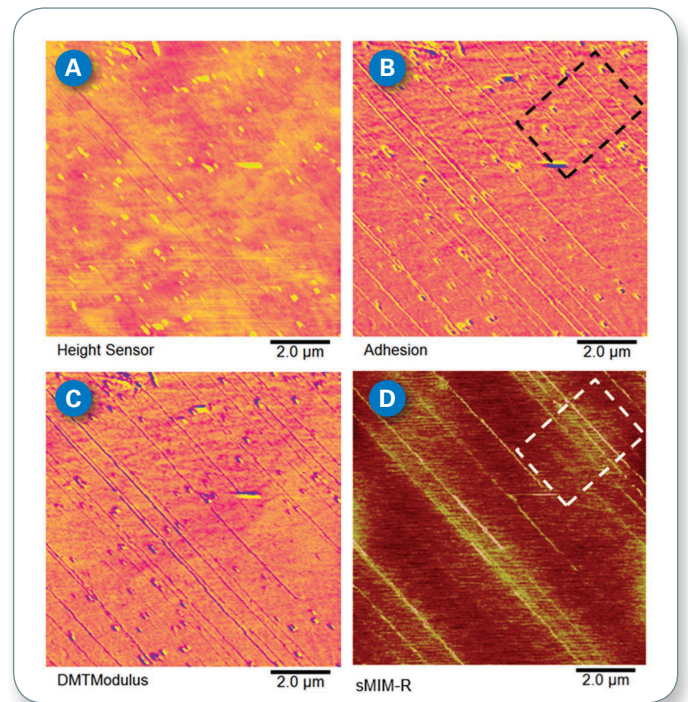 A
B
Height Sensor
2.0 μm
Adhesion
2.0 μm
C
D
DMTModulus
2.0 μm
sMIM-R
2.0 μm